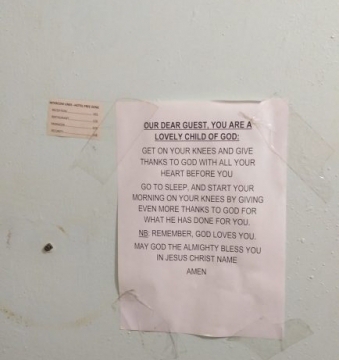 OUR DEAR GUEST, YOU ARE A
LOVELY CHILD OF GOD:
GET ON YOUR KNEES AND GIVE
THANKS TO GOD WITH ALL YOUR
HEART BEFORE YOU
GO TO SLEEP, AND START YOUR
MORNING ON YOUR KNEES BY GIVING
EVEN MORE THANKS TO GOD FOR
WHAT HE HAS DONE FOR YOU.
NB: REMEMBER, GOD LOVES YOU.
MAY GOD THE ALMIGHTY BLESS YOU
IN JESUS CHRIST NAME
AMEN